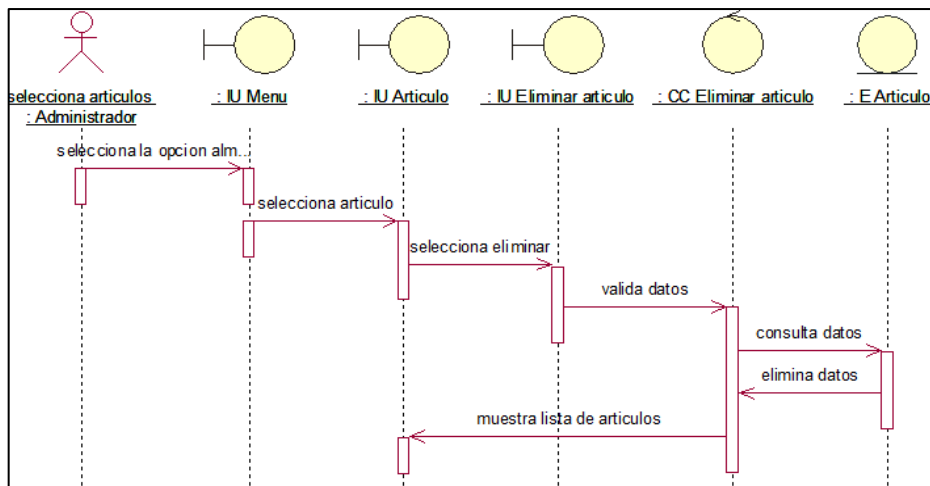 selecciona articulos
: Administrador
: IU Menu
: IU Articulo
: IU Eliminar articulo
: CC Eliminar articulo
: E Articulo
selecciona la opcion alm...
selecciona articulo
selecciona eliminar
valida datos
consulta datos
elimina datos
muestra lista de articulos